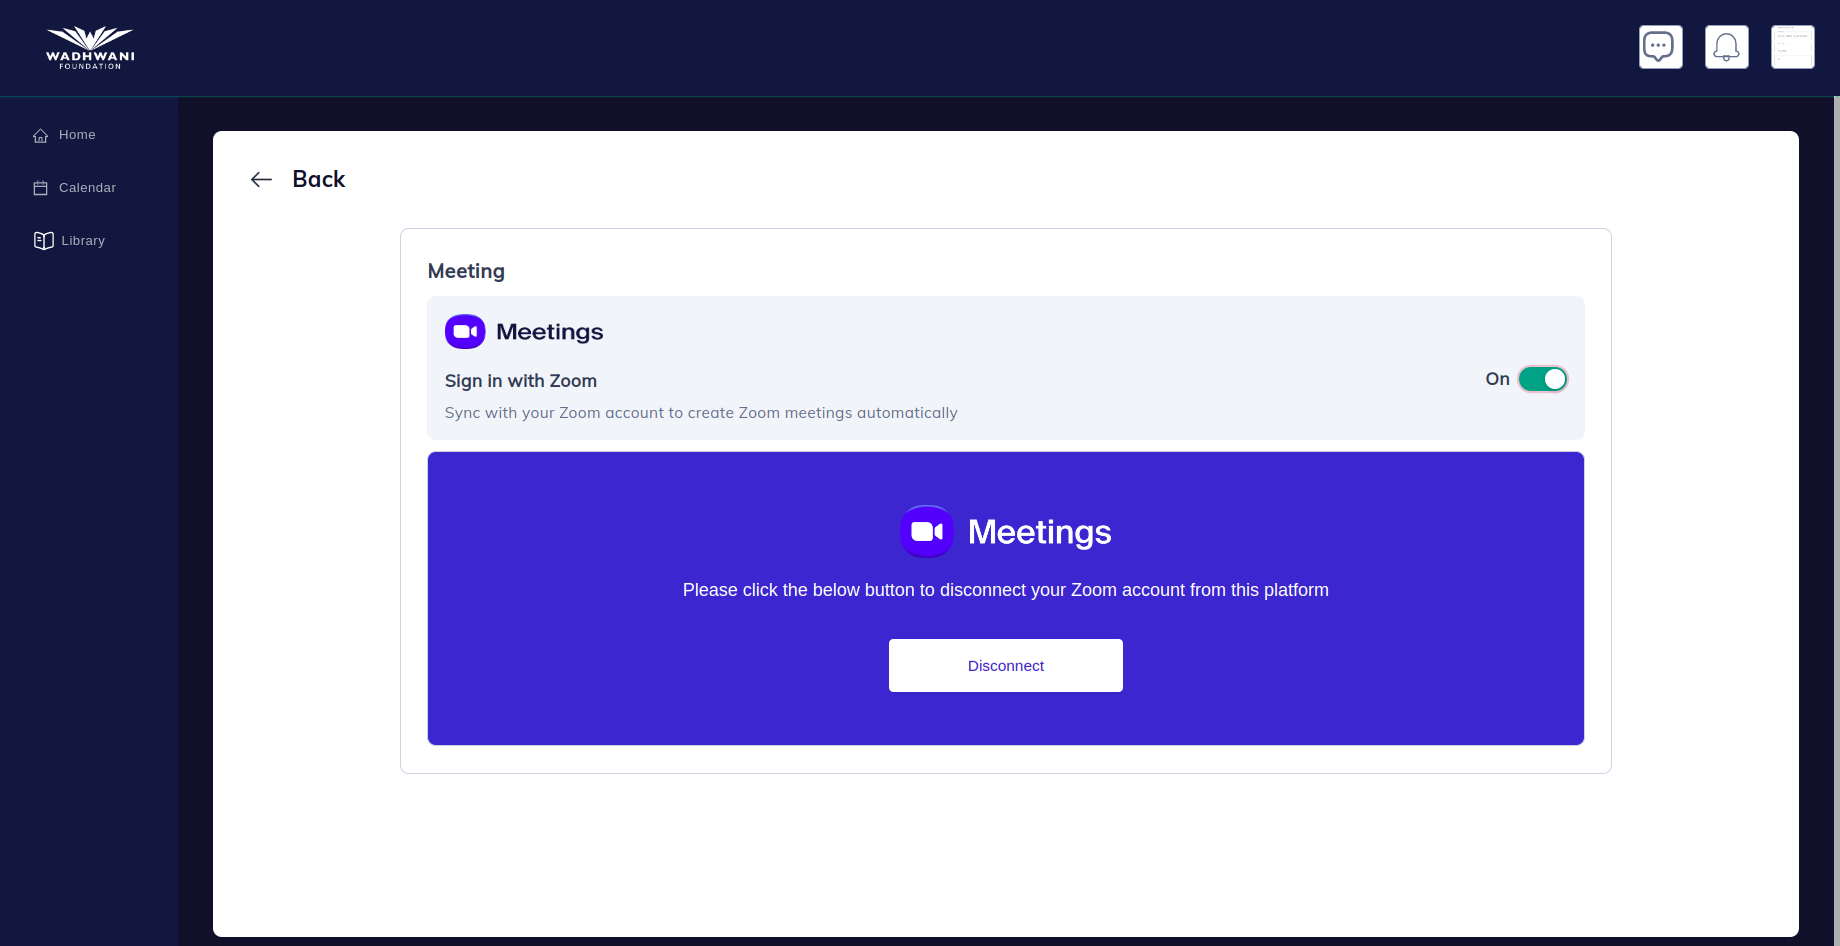 WADHWANI
FOUNDATION
Home
Calendar
Library
Back
Meeting
Meetings
Sign in with Zoom
On
Sync with your Zoom account to create Zoom meetings automatically
Meetings
Please click the below button to disconnect your Zoom account from this platform
Disconnect